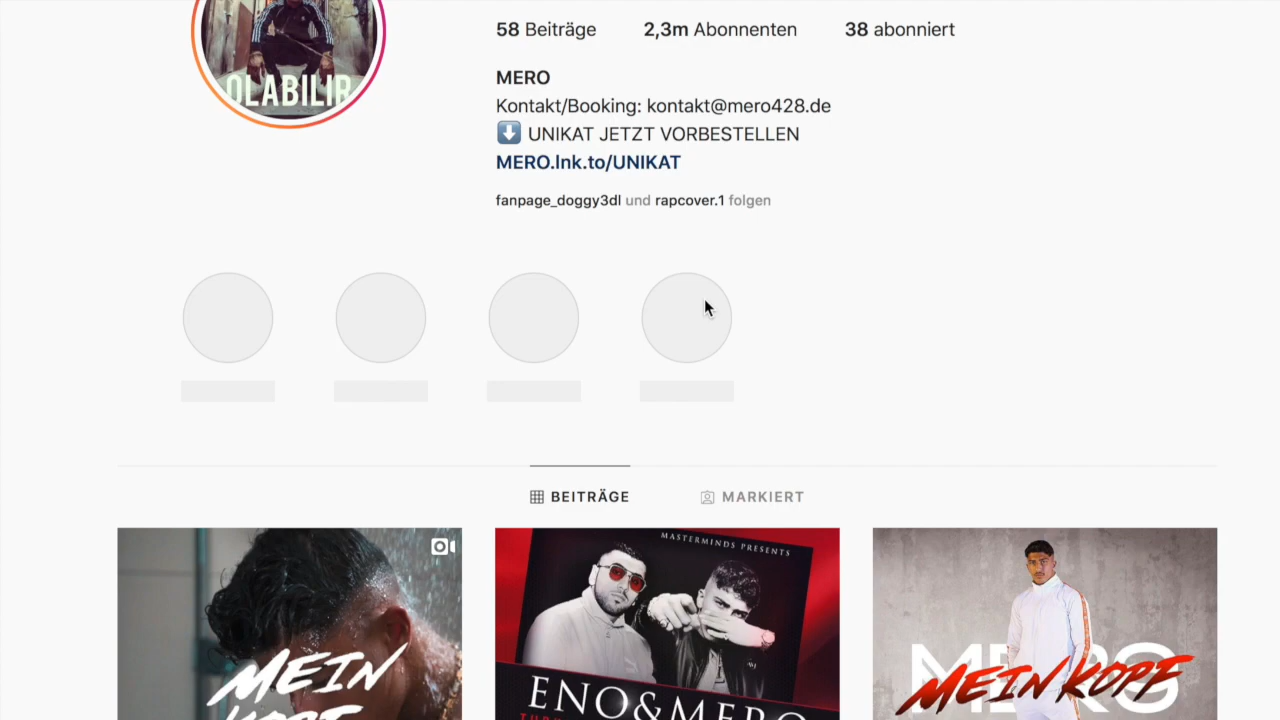 58 Beiträge 2,3m Abonnenten 38 abonniert
OLABILIR
MERO
Kontakt/Booking: kontakt@mero428.de
⬇️ UNIKAT JETZT VORBESTELLEN
MERO.lnk.to/UNIKAT
fanpage_doggy3dl und rapcover.1 folgen
BEITRÄGE MARKIERT
MEIN
KOPF
MASTERMINDS PRESENTS
ENO&MERO
MERO
MEIN KOPF